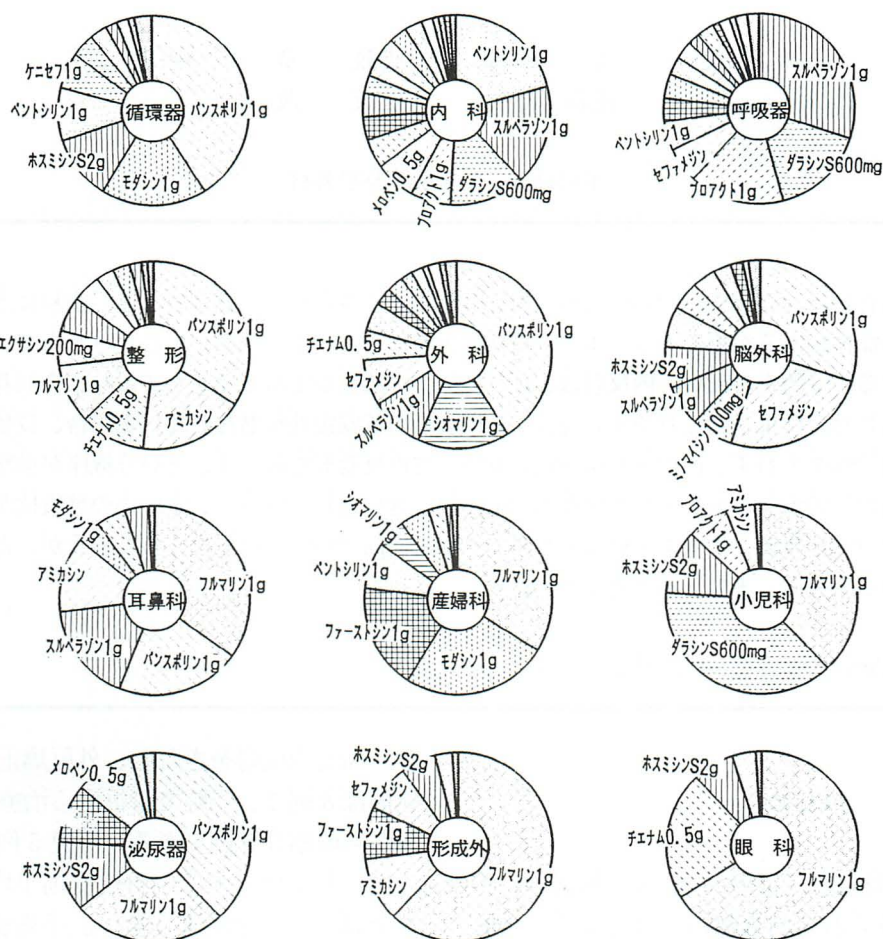 ケニセフ1g
ペントシリン1g
ホスミシンS2g
モダシン1g
パンスポリン1g
循環器
ペントシリン1g
スルペラゾン1g
ダラシンS600mg
ブロアクト1g
メロペン0.5g
内 科
スルペラゾン1g
ダラシンS600mg
ブロアクト1g
セファメジン
ペントシリン1g
呼吸器
パンスポリン1g
アミカシン
チエナム0.5g
フルマリン1g
エクサシン200mg
整 形
パンスポリン1g
シオマリン1g
スルペラゾン1g
セファメジン
チエナム0.5g
外 科
パンスポリン1g
セファメジン
ミノマイシン100mg
スルペラゾン1g
ホスミシンS2g
脳外科
フルマリン1g
パンスポリン1g
スルペラゾン1g
アミカシン
モダシン1g
耳鼻科
フルマリン1g
モダシン1g
ファーストシン1g
ペントシリン1g
シオマリン1g
産婦科
フルマリン1g
ダラシンS600mg
ホスミシンS2g
ブロアクト1g
アミカシン
小児科
パンスポリン1g
フルマリン1g
ホスミシンS2g
メロペン0.5g
泌尿器
フルマリン1g
アミカシン
ファーストシン1g
セファメジン
ホスミシンS2g
形成外
フルマリン1g
チエナム0.5g
ホスミシンS2g
眼 科